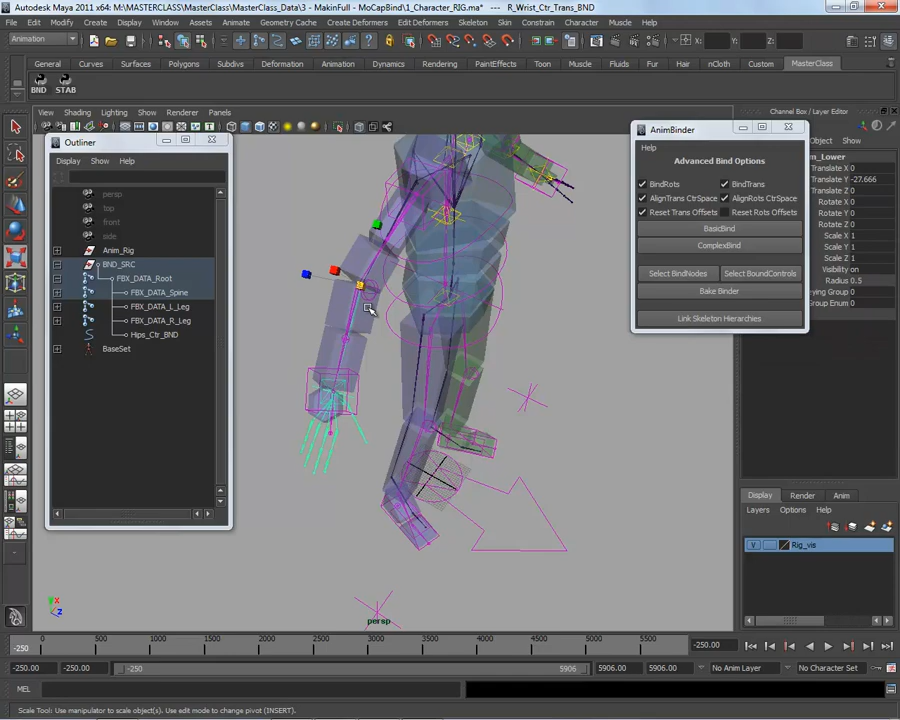 Autodesk Maya 2011 x64: M:\MASTERCLASS\MasterClass_Data\3 - MakinFull - MoCapBind\1_Character_RIG.ma* --- R_Wrist_Ctr_Trans_BND
File Edit Modify Create Display Window Assets Animate Geometry Cache Create Deformers Edit Deformers Skeleton Skin Constrain Character Muscle Help
Animation X: Y: Z:
General Curves Surfaces Polygons Subdivs Deformation Animation Dynamics Rendering PaintEffects Toon Muscle Fluids Fur Hair nCloth Custom MasterClass
BND STAB
View Shading Lighting Show Renderer Panels
Channel Box / Layer Editor
Outliner
Display Show Help
persp
top
front
side
Anim_Rig
BND_SRC
FBX_DATA_Root
FBX_DATA_Spine
FBX_DATA_L_Leg
FBX_DATA_R_Leg
Hips_Ctr_BND
BaseSet
AnimBinder
Help
Advanced Bind Options
BindRots BindTrans
AlignTrans CtrSpace AlignRots CtrSpace
Reset Trans Offsets Reset Rots Offsets
BasicBind
ComplexBind
Select BindNodes Select BoundControls
Bake Binder
Link Skeleton Hierarchies
Object Show
m_Lower
Translate X 0
Translate Y -27.666
Translate Z 0
Rotate X 0
Rotate Y 0
Rotate Z 0
Scale X 1
Scale Y 1
Scale Z 1
Visibility on
Radius 0.5
ying Group 0
Group Enum 0
persp
y x
z
Display Render Anim
Layers Options Help
V Rig_vis
-250 0 500 1000 1500 2000 2500 3000 3500 4000 4500 5000 5500 -250.00
-250.00 -250.00 -250 5906 5906.00 5906.00 No Anim Layer No Character Set
MEL
Scale Tool: Use manipulator to scale object(s). Use edit mode to change pivot (INSERT).